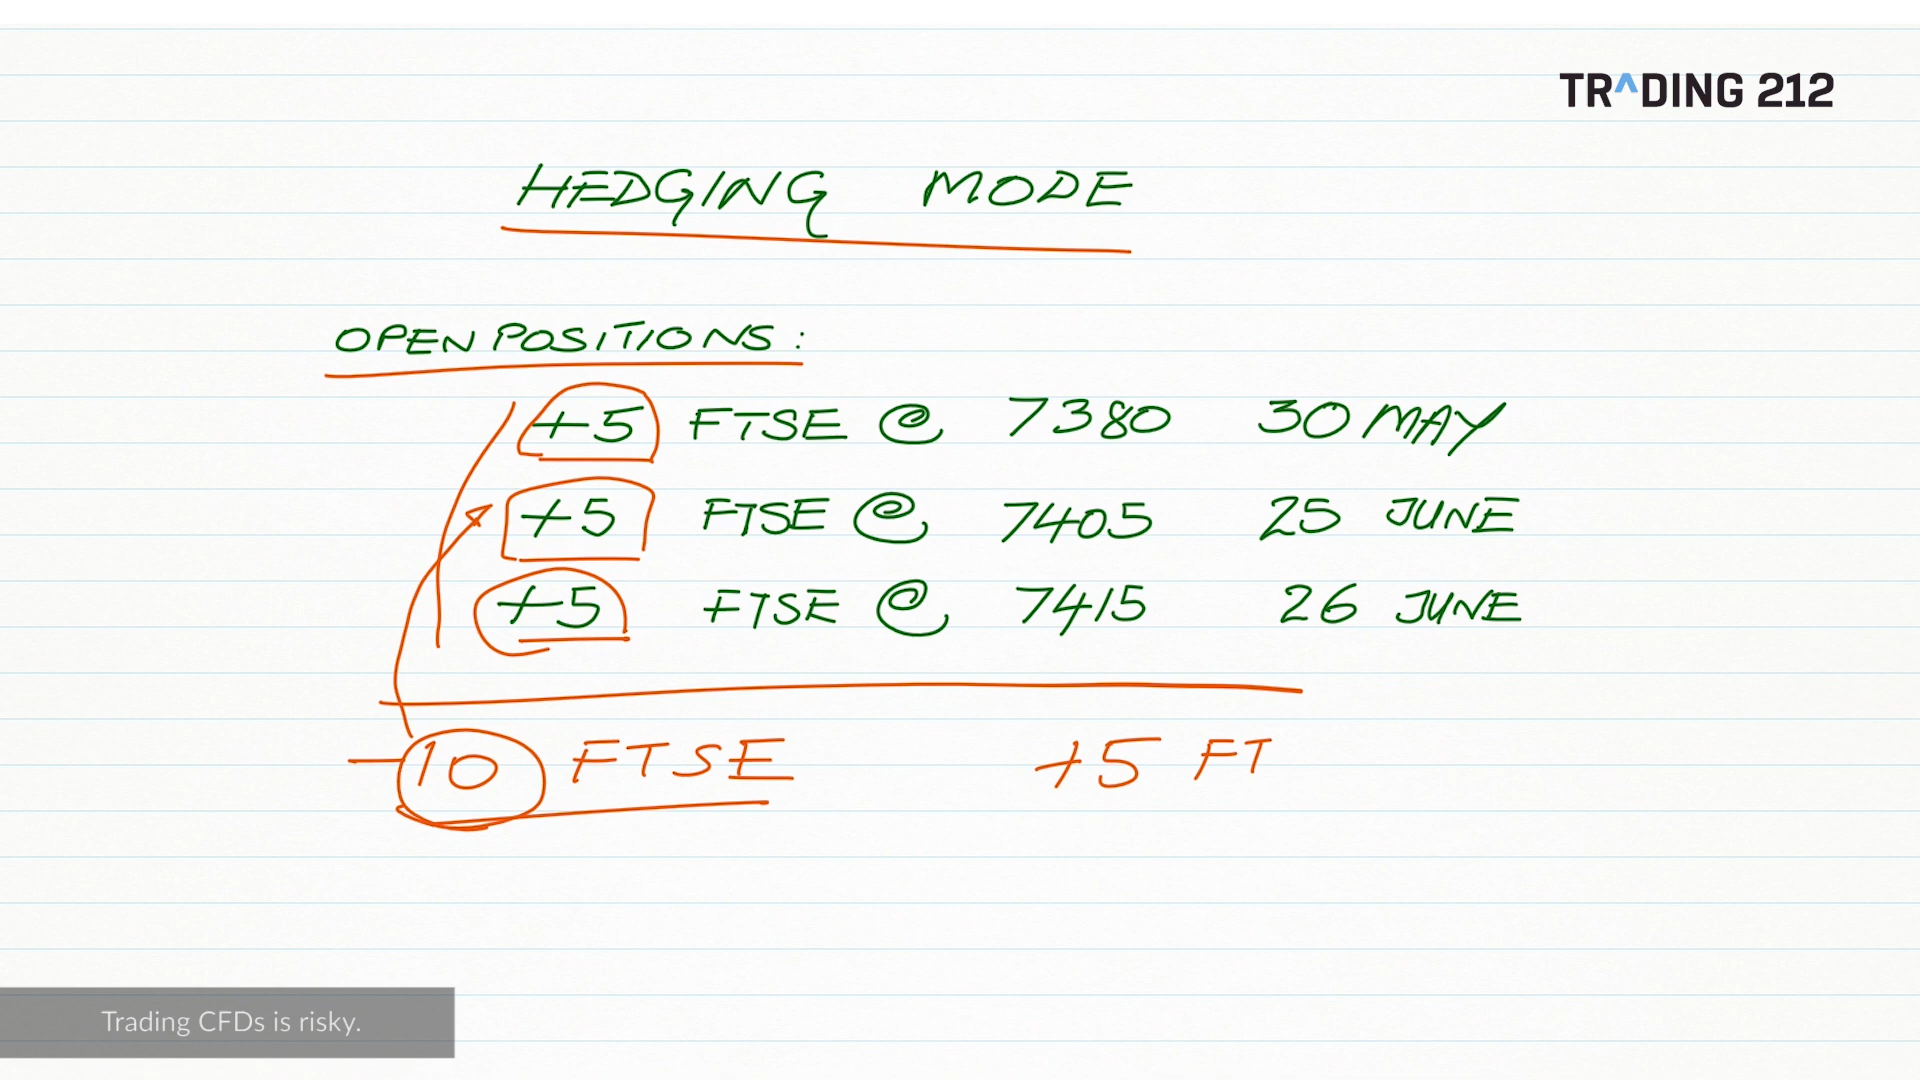 TRADING 212
HEDGING MODE
OPEN POSITIONS:
+5 FTSE @ 7380 30 MAY
+5 FTSE @ 7405 25 JUNE
+5 FTSE @ 7415 26 JUNE
-10 FTSE +5 FT
Trading CFDs is risky.